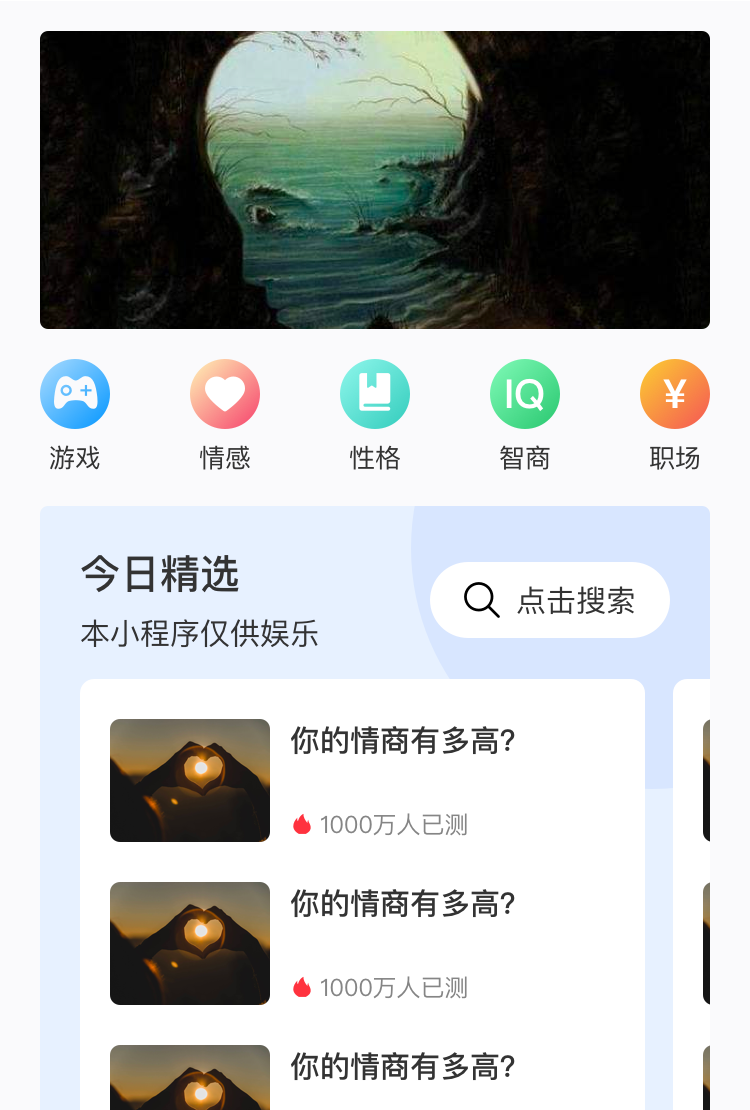 IQ
¥
游戏
情感
性格
智商
职场
今日精选
本小程序仅供娱乐
点击搜索
你的情商有多高?
1000万人已测
你的情商有多高?
1000万人已测
你的情商有多高?